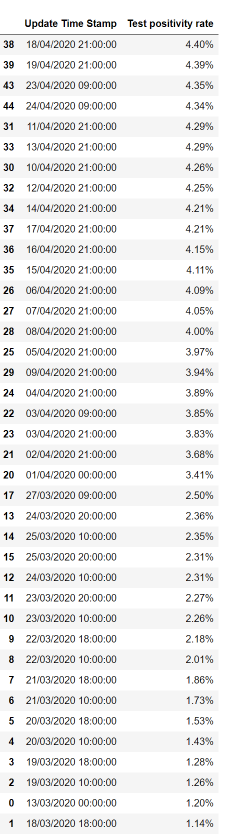 Update Time Stamp Test positivity rate
38 18/04/2020 21:00:00 4.40%
39 19/04/2020 21:00:00 4.39%
43 23/04/2020 09:00:00 4.35%
44 24/04/2020 09:00:00 4.34%
31 11/04/2020 21:00:00 4.29%
33 13/04/2020 21:00:00 4.29%
30 10/04/2020 21:00:00 4.26%
32 12/04/2020 21:00:00 4.25%
34 14/04/2020 21:00:00 4.21%
37 17/04/2020 21:00:00 4.21%
36 16/04/2020 21:00:00 4.15%
35 15/04/2020 21:00:00 4.11%
26 06/04/2020 21:00:00 4.09%
27 07/04/2020 21:00:00 4.05%
28 08/04/2020 21:00:00 4.00%
25 05/04/2020 21:00:00 3.97%
29 09/04/2020 21:00:00 3.94%
24 04/04/2020 21:00:00 3.89%
22 03/04/2020 09:00:00 3.85%
23 03/04/2020 21:00:00 3.83%
21 02/04/2020 21:00:00 3.68%
20 01/04/2020 00:00:00 3.41%
17 27/03/2020 09:00:00 2.50%
13 24/03/2020 20:00:00 2.36%
14 25/03/2020 10:00:00 2.35%
15 25/03/2020 20:00:00 2.31%
12 24/03/2020 10:00:00 2.31%
11 23/03/2020 20:00:00 2.27%
10 23/03/2020 10:00:00 2.26%
9 22/03/2020 18:00:00 2.18%
8 22/03/2020 10:00:00 2.01%
7 21/03/2020 18:00:00 1.86%
6 21/03/2020 10:00:00 1.73%
5 20/03/2020 18:00:00 1.53%
4 20/03/2020 10:00:00 1.43%
3 19/03/2020 18:00:00 1.28%
2 19/03/2020 10:00:00 1.26%
0 13/03/2020 00:00:00 1.20%
1 18/03/2020 18:00:00 1.14%